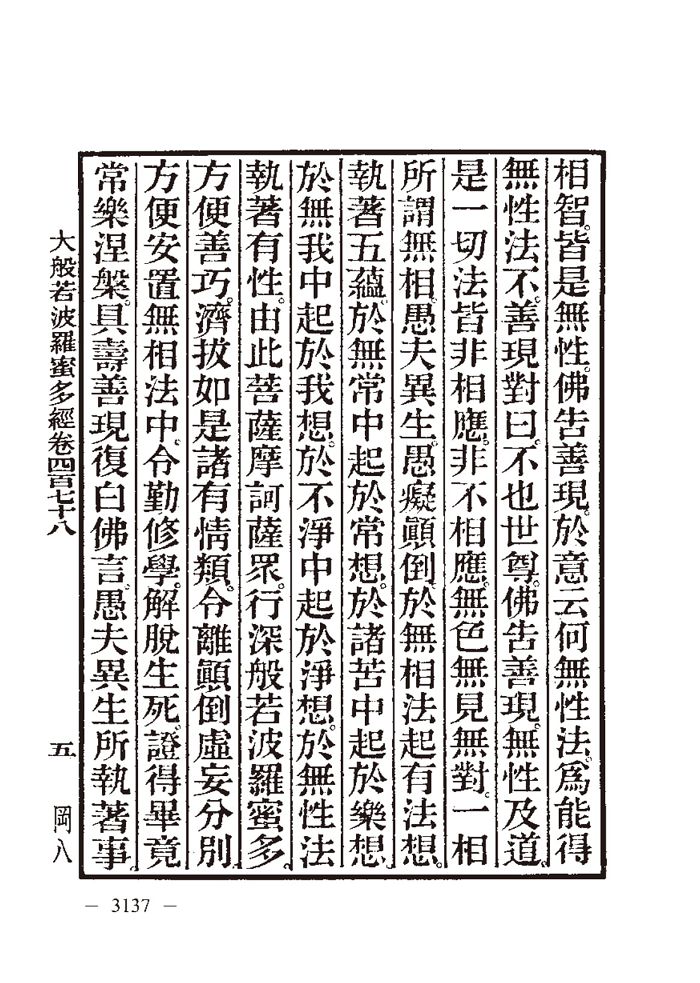 相智。皆是無性。佛告善現。於意云何無性法。爲能得
無性法不。善現對曰。不也世尊。佛告善現。無性及道。
是一切法皆非相應。非不相應。無色無見無對。一相
所謂無相。愚夫異生。愚癡顚倒於無相法起有法想。
執著五蘊。於無常中起於常想。於諸苦中起於樂想。
於無我中起於我想。於不淨中起於淨想。於無性法
執著有性。由此菩薩摩訶薩眾。行深般若波羅蜜多。
方便善巧。濟拔如是諸有情類。令離顚倒虛妄分別。
方便安置無相法中。令勤修學。解脫生死。證得畢竟
常樂涅槃。具壽善現復白佛言。愚夫異生所執著事。
大般若波羅蜜多經卷四百七十八
五
岡八
— 3137 —